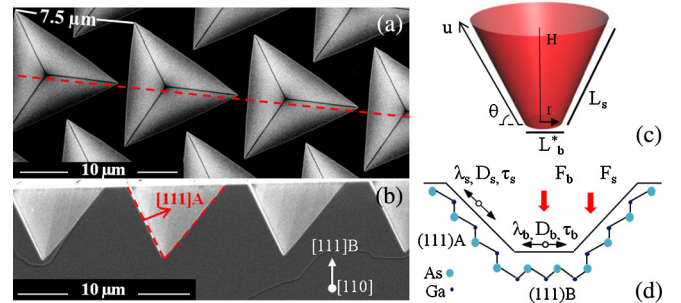 7.5 μm
(a)
10 μm
[111]A
(b)
[111]B
[110]
10 μm
u
H
θ
r
L_s
L*_b
(c)
λ_s, D_s, τ_s
F_b
F_s
λ_b, D_b, τ_b
(111)A
As
Ga
(111)B
(d)